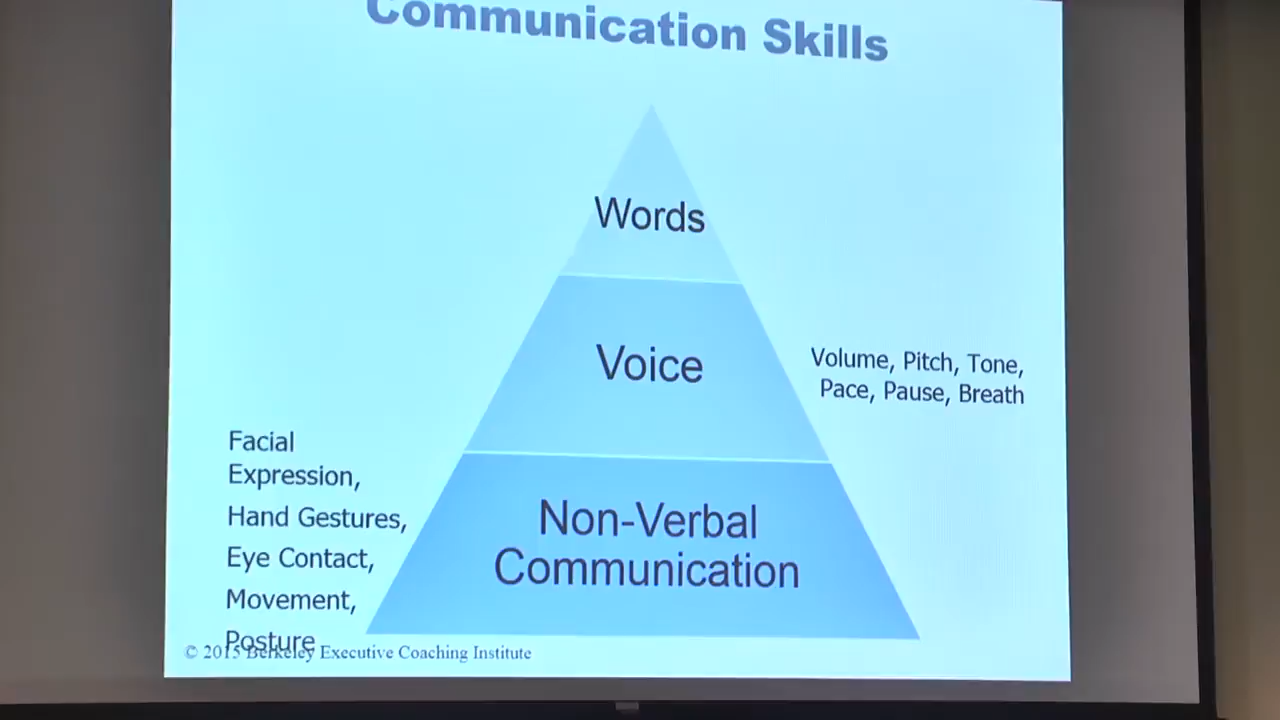 Communication Skills
Words
Voice
Volume, Pitch, Tone,
Pace, Pause, Breath
Facial
Expression,
Hand Gestures,
Eye Contact,
Movement,
Posture
Non-Verbal
Communication
© 2015 Berkeley Executive Coaching Institute